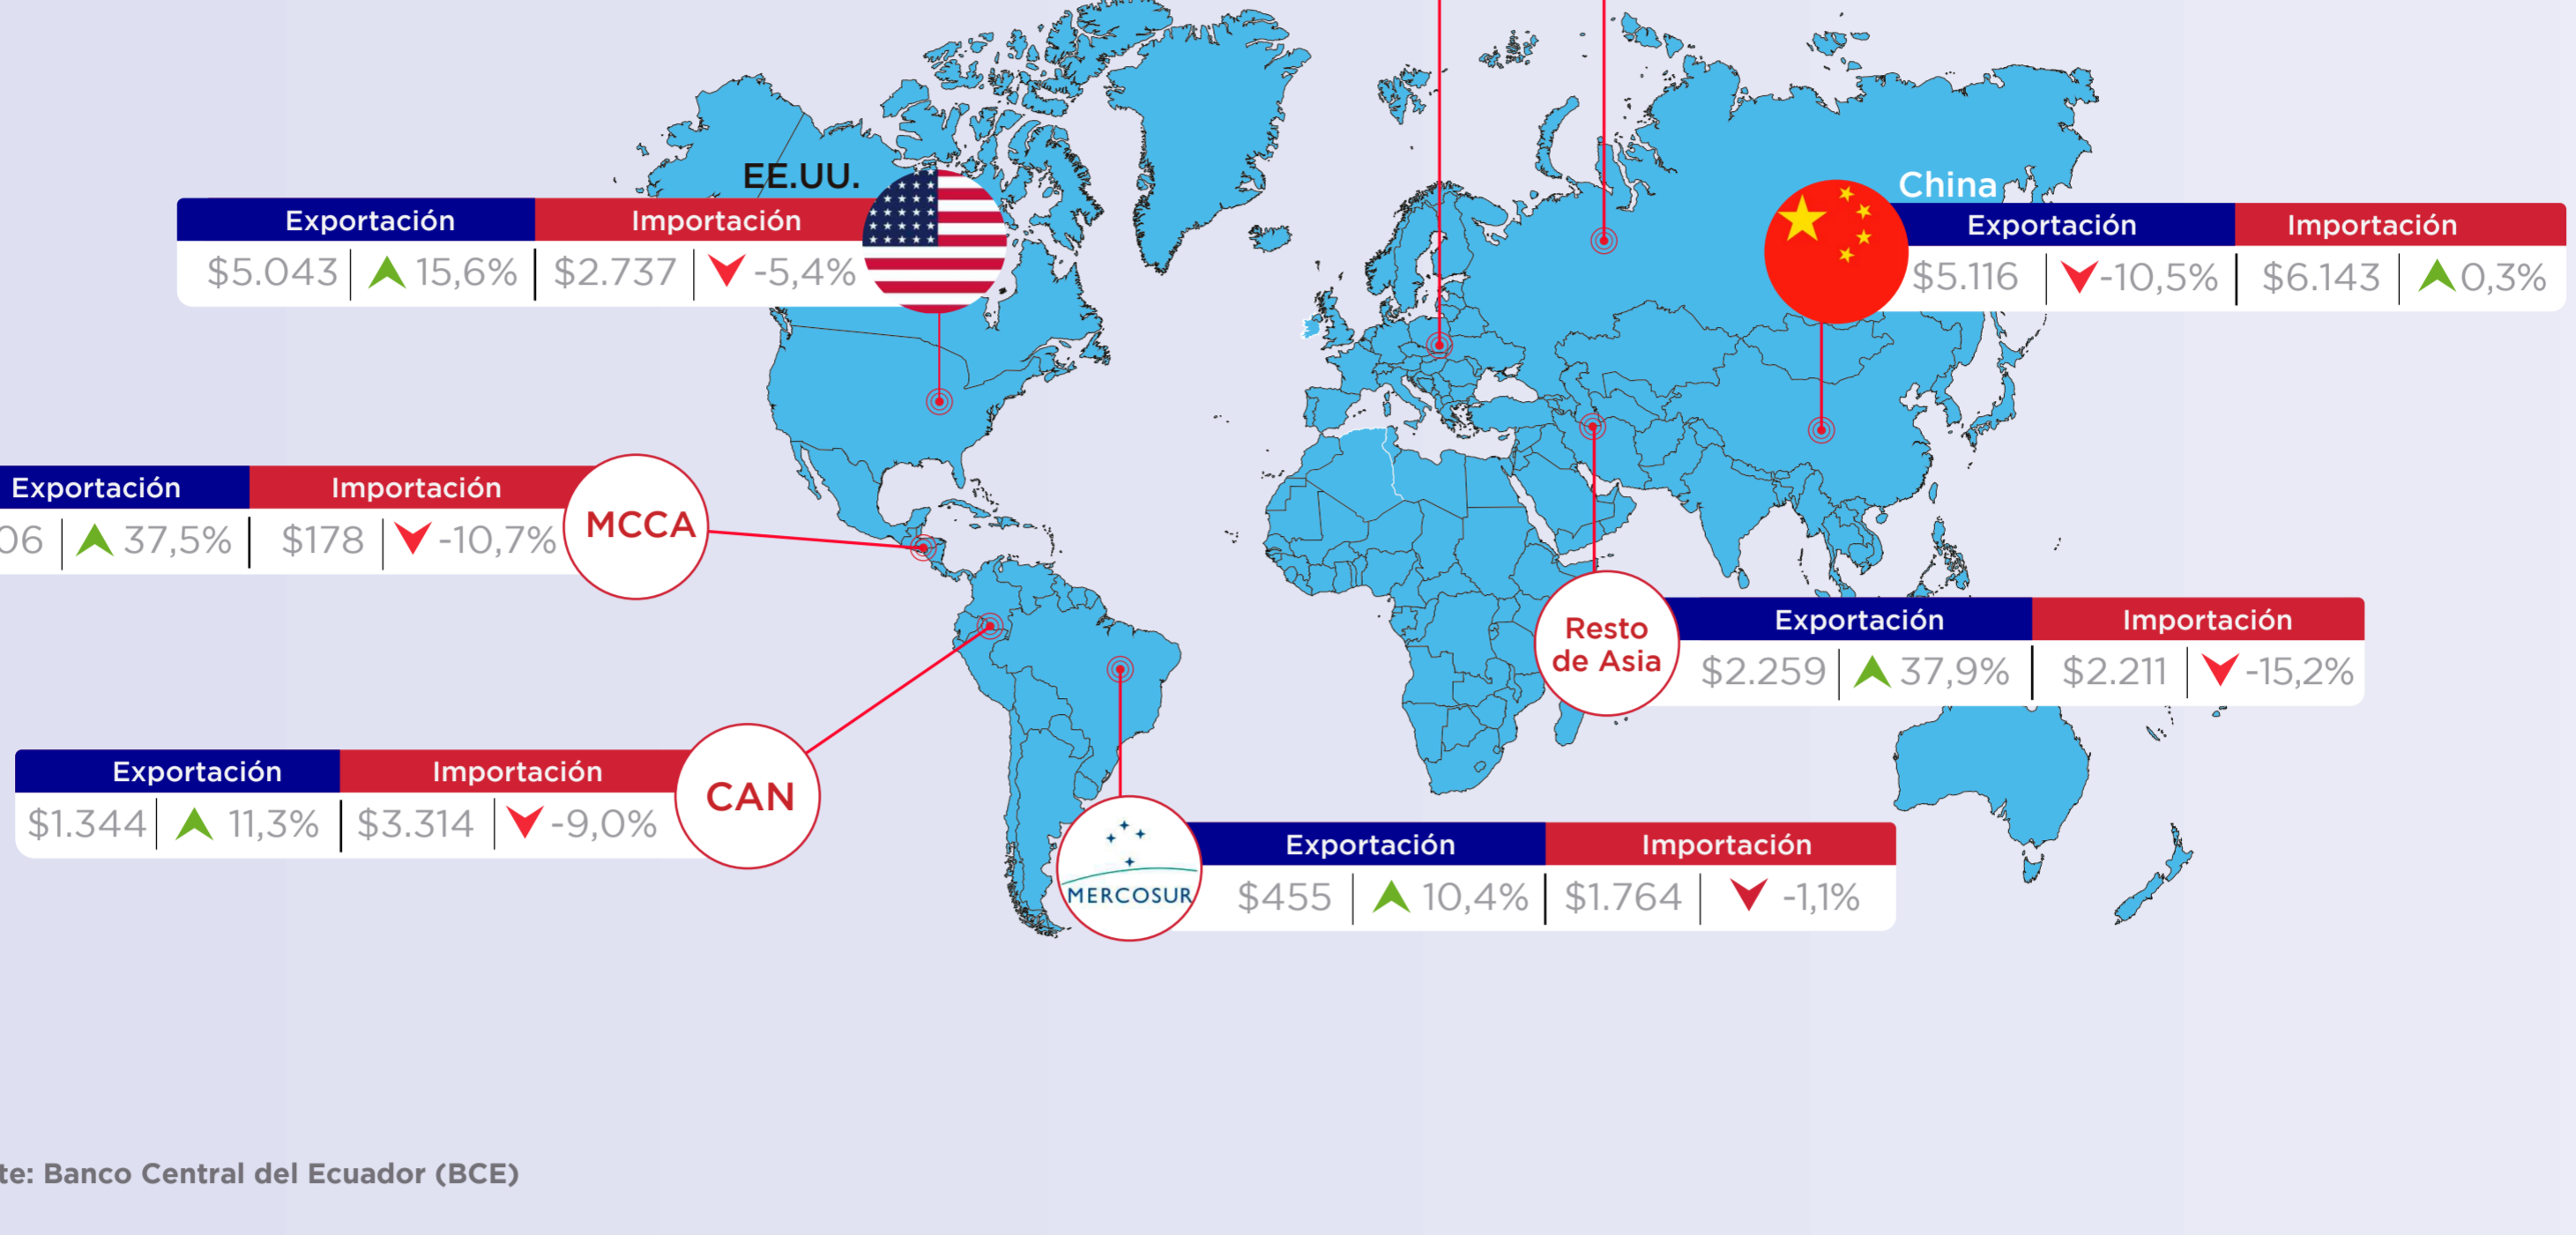 EE.UU.
Exportación Importación
$5.043 15,6% $2.737 -5,4%
China
Exportación Importación
$5.116 -10,5% $6.143 0,3%
Exportación Importación
06 37,5% $178 -10,7%
MCCA
Resto
de Asia
Exportación Importación
$2.259 37,9% $2.211 -15,2%
Exportación Importación
$1.344 11,3% $3.314 -9,0%
CAN
MERCOSUR
Exportación Importación
$455 10,4% $1.764 -1,1%
te: Banco Central del Ecuador (BCE)